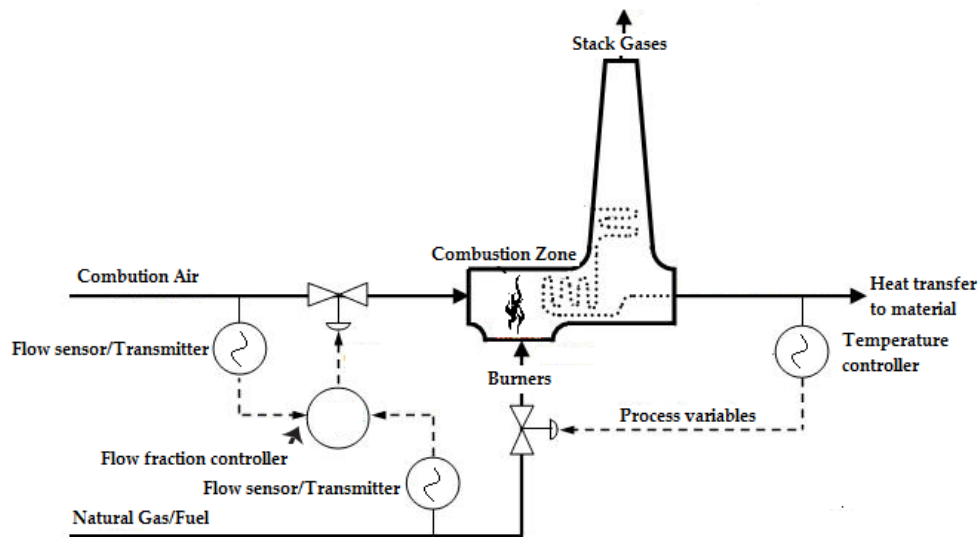 Stack Gases
Combustion Zone
Combution Air
Heat transfer
to material
Flow sensor/Transmitter
Temperature
controller
Burners
Process variables
Flow fraction controller
Flow sensor/Transmitter
Natural Gas/Fuel